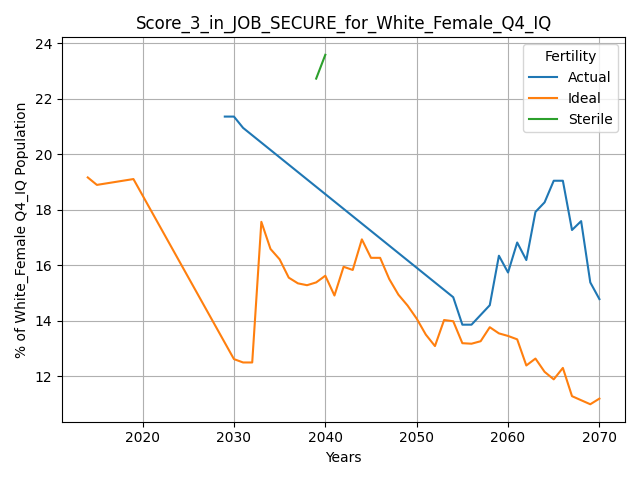 Score_3_in_JOB_SECURE_for_White_Female_Q4_IQ
% of White_Female Q4_IQ Population
24
22
20
18
16
14
12
Fertility
Actual
Ideal
Sterile
2020 2030 2040 2050 2060 2070
Years